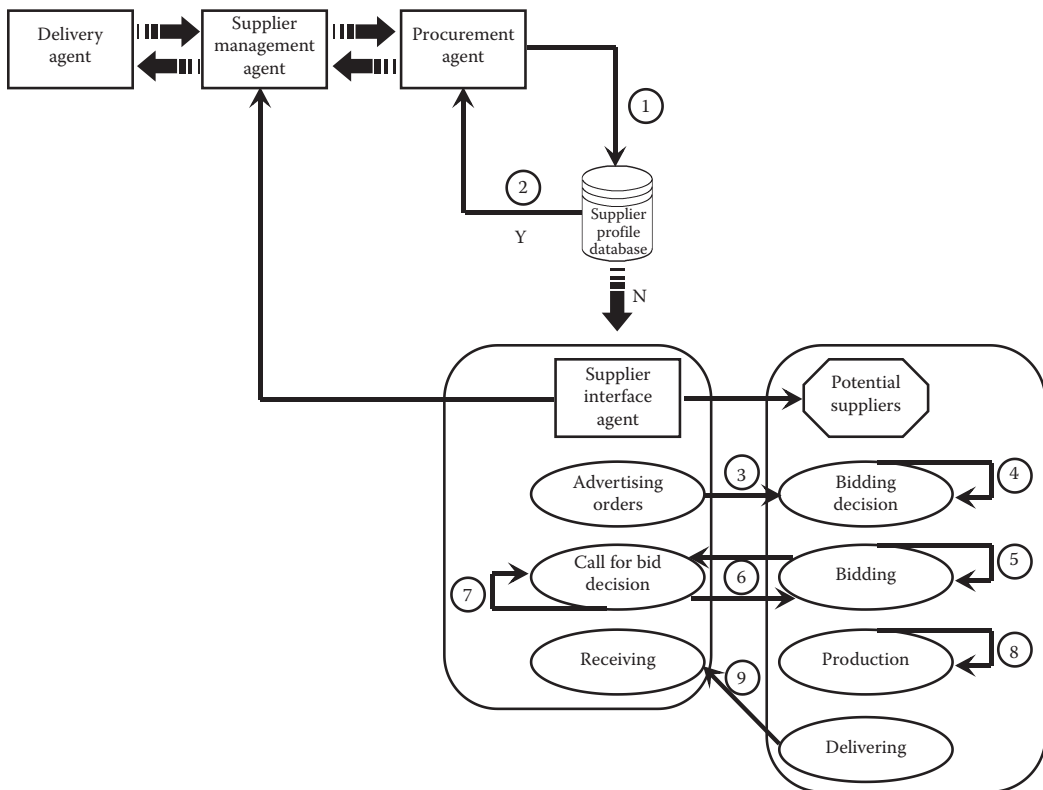 Delivery
agent
Supplier
management
agent
Procurement
agent
1
2
Y
Supplier
profile
database
N
Supplier
interface
agent
Potential
suppliers
Advertising
orders
3
Bidding
decision
4
Call for bid
decision
6
Bidding
5
7
Receiving
9
Production
8
Delivering